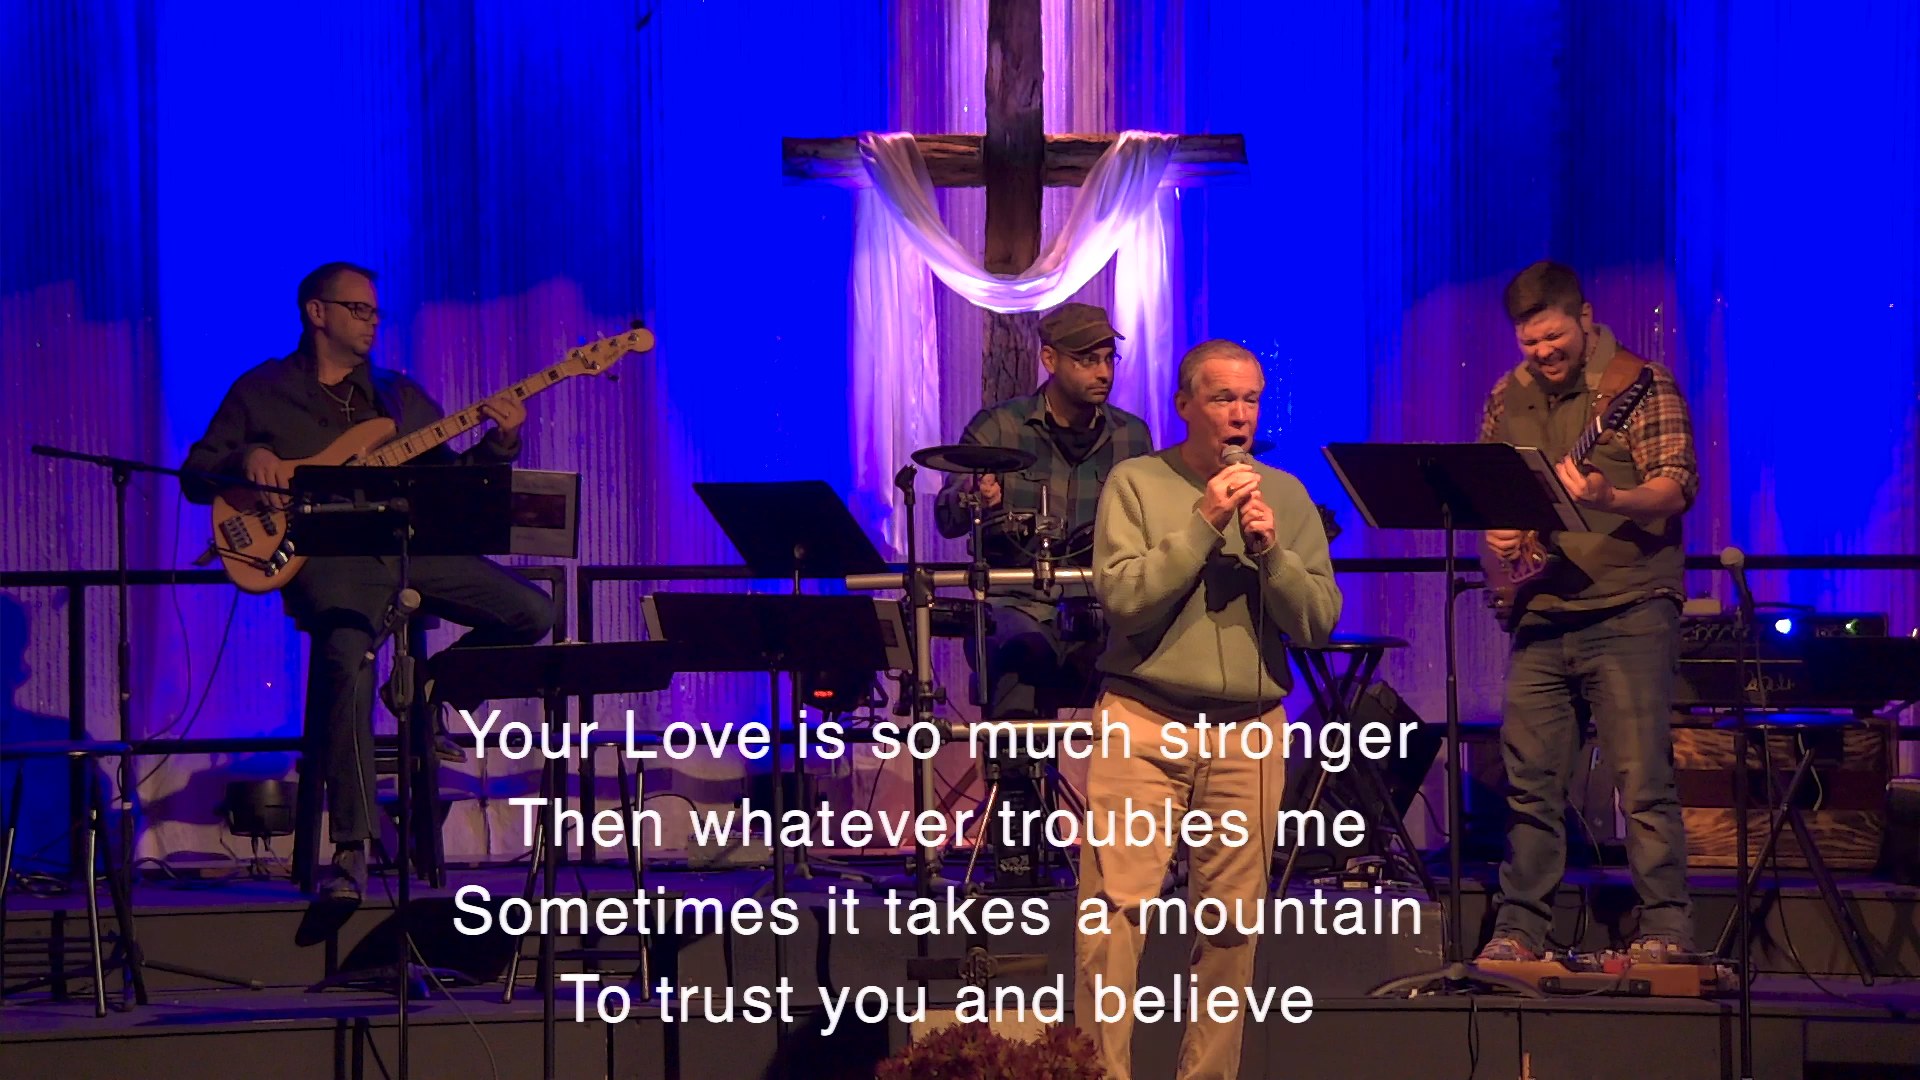 Your Love is so much stronger
Then whatever troubles me
Sometimes it takes a mountain
To trust you and believe